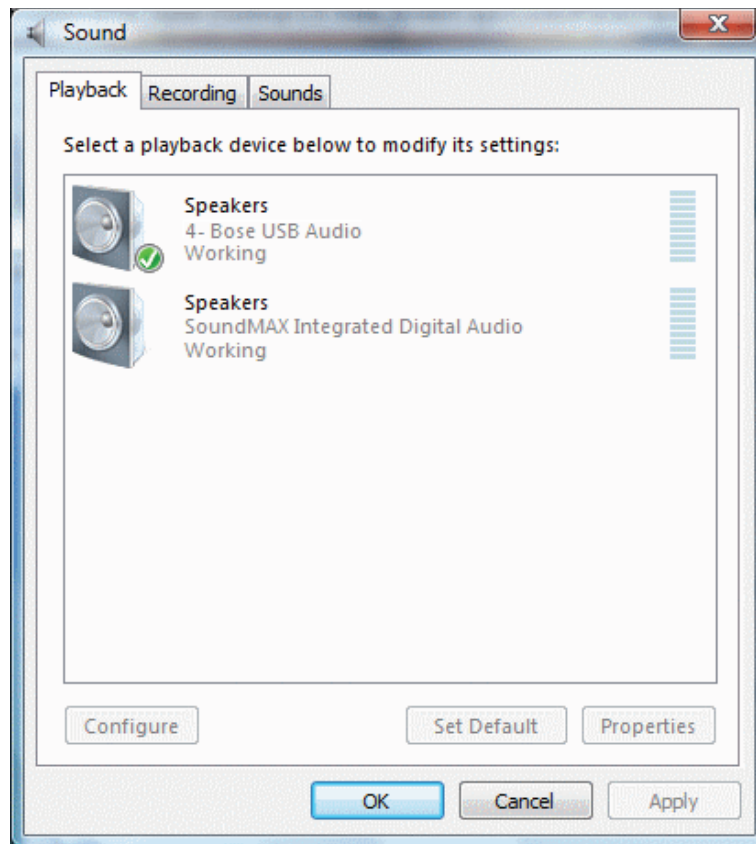 Sound
Playback Recording Sounds
Select a playback device below to modify its settings:
Speakers
4- Bose USB Audio
Working
Speakers
SoundMAX Integrated Digital Audio
Working
Configure Set Default Properties
OK Cancel Apply